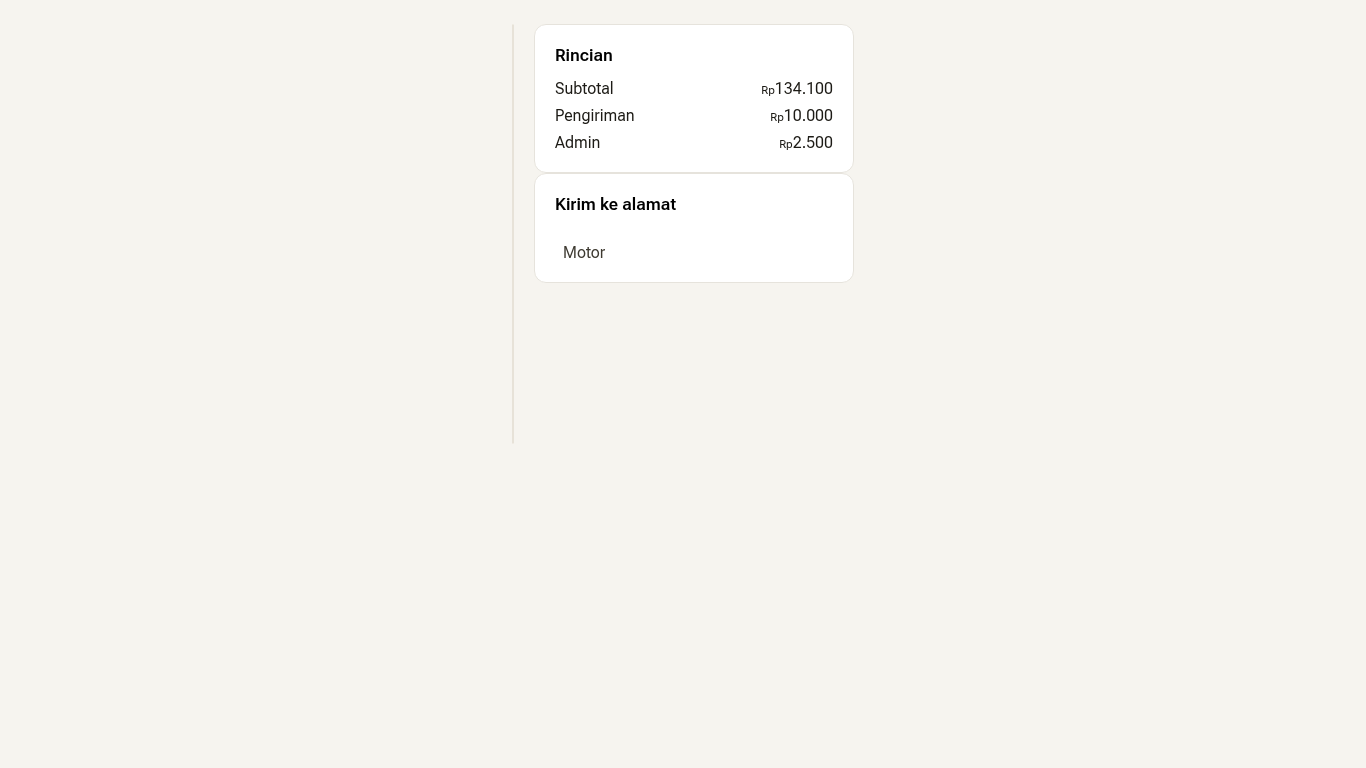 Rincian
Subtotal Rp134.100
Pengiriman Rp10.000
Admin Rp2.500
Kirim ke alamat
Motor